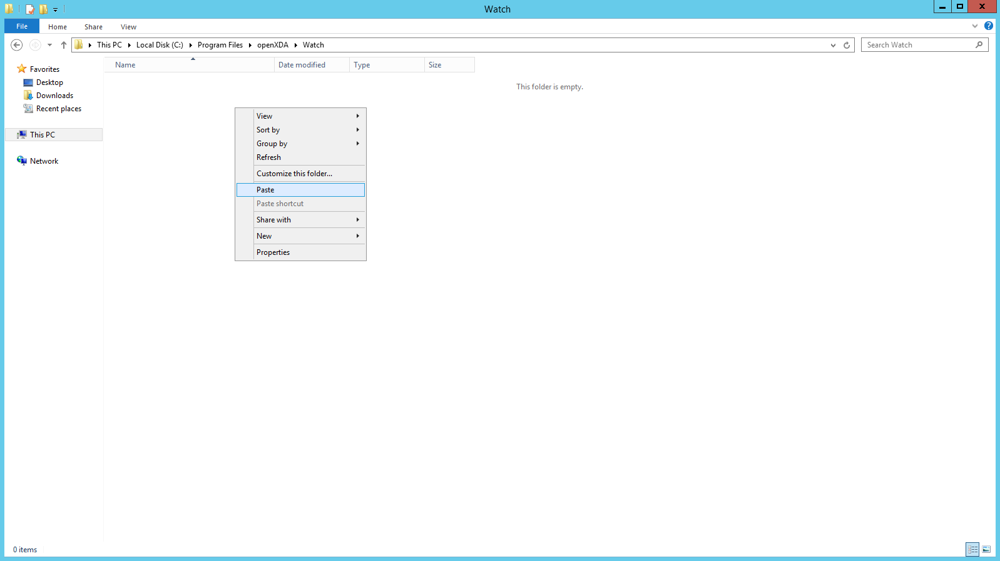 Watch
File Home Share View
This PC Local Disk (C:) Program Files openXDA Watch
Search Watch
Name Date modified Type Size
This folder is empty.
Favorites
Desktop
Downloads
Recent places
This PC
Network
View
Sort by
Group by
Refresh
Customize this folder...
Paste
Paste shortcut
Share with
New
Properties
0 items